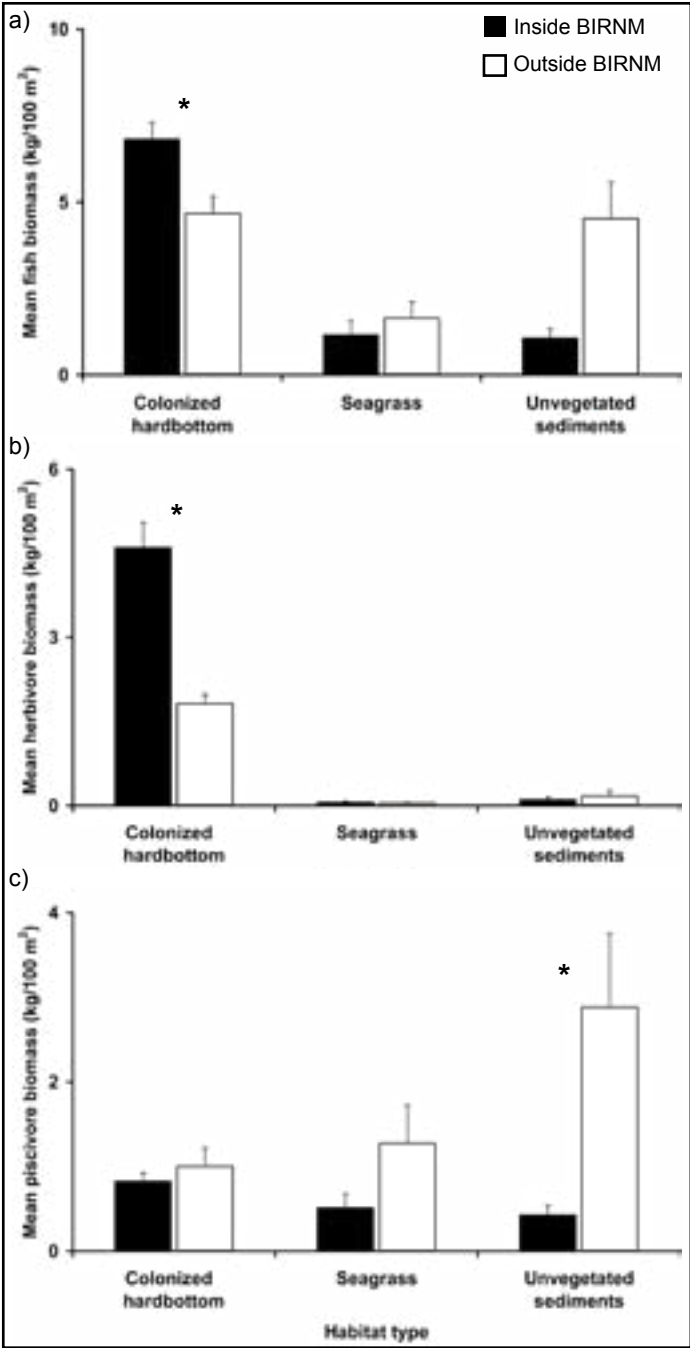 a)
Inside BIRNM
Outside BIRNM
*
Mean fish biomass (kg/100 m²)
10
5
0
Colonized hardbottom
Seagrass
Unvegetated sediments
b)
*
Mean herbivore biomass (kg/100 m²)
6
3
0
Colonized hardbottom
Seagrass
Unvegetated sediments
c)
*
Mean piscivore biomass (kg/100 m²)
4
2
0
Colonized hardbottom
Seagrass
Unvegetated sediments
Habitat type